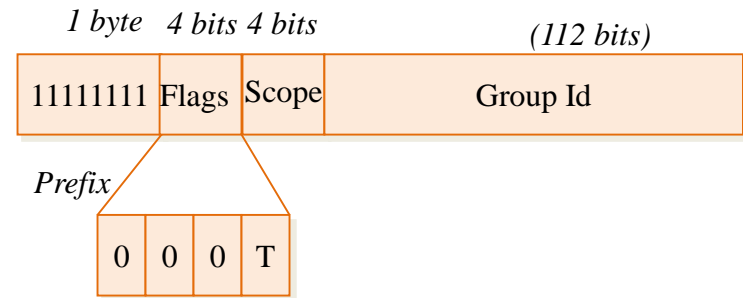 1 byte 4 bits 4 bits (112 bits)
11111111 Flags Scope Group Id
Prefix
0 0 0 T